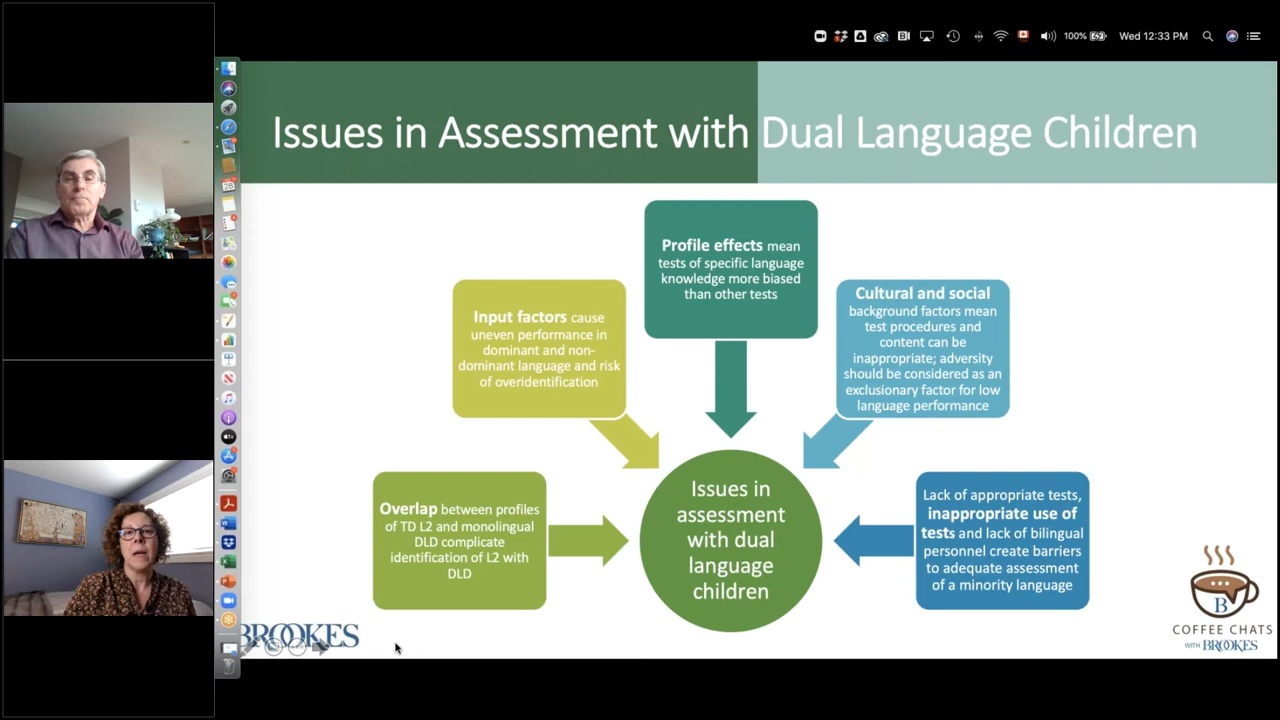 100%
Wed 12:33 PM
Issues in Assessment with Dual Language Children
Profile effects mean
tests of specific language
knowledge more biased
than other tests
Input factors cause
uneven performance in
dominant and non-
dominant language and risk
of overidentification
Cultural and social
background factors mean
test procedures and
content can be
inappropriate; adversity
should be considered as an
exclusionary factor for low
language performance
Overlap between profiles
of TD L2 and monolingual
DLD complicate
identification of L2 with
DLD
Issues in
assessment
with dual
language
children
Lack of appropriate tests,
inappropriate use of
tests and lack of bilingual
personnel create barriers
to adequate assessment
of a minority language
BROOKES
B
COFFEE CHATS
WITH BROOKES
28
tv